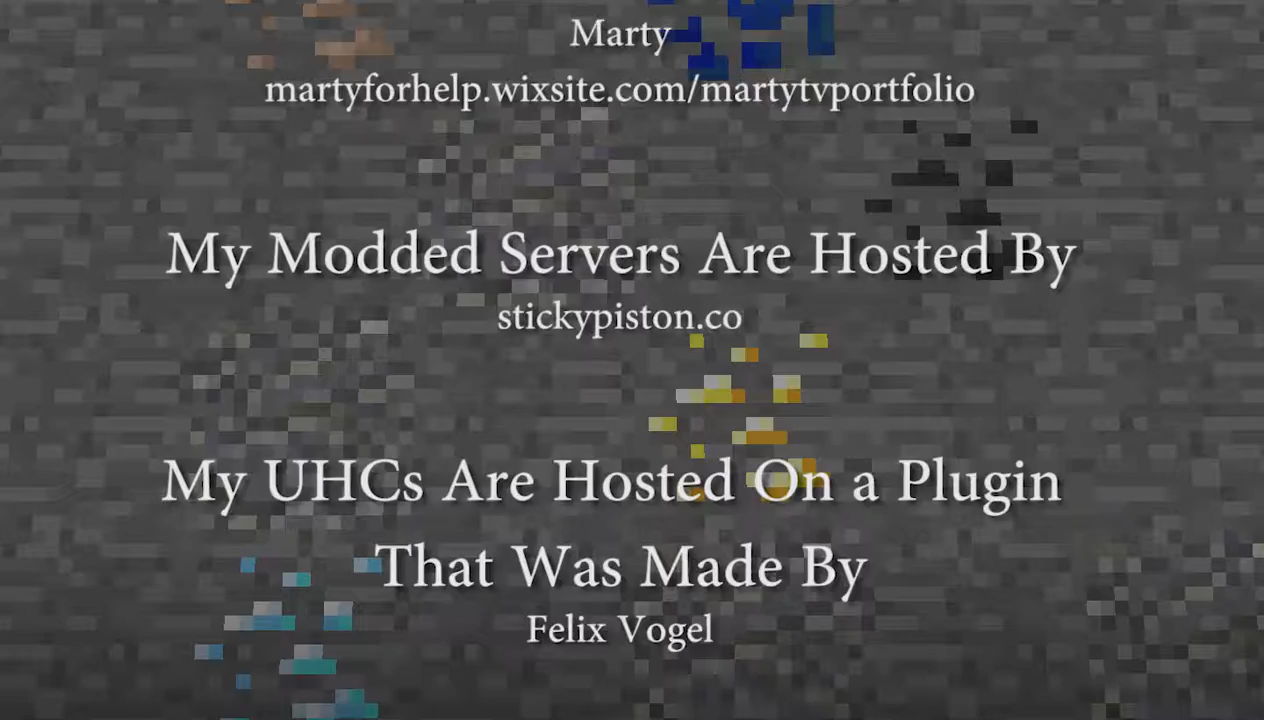 Marty
martyforhelp.wixsite.com/martytvportfolio
My Modded Servers Are Hosted By
stickypiston.co
My UHCs Are Hosted On a Plugin
That Was Made By
Felix Vogel